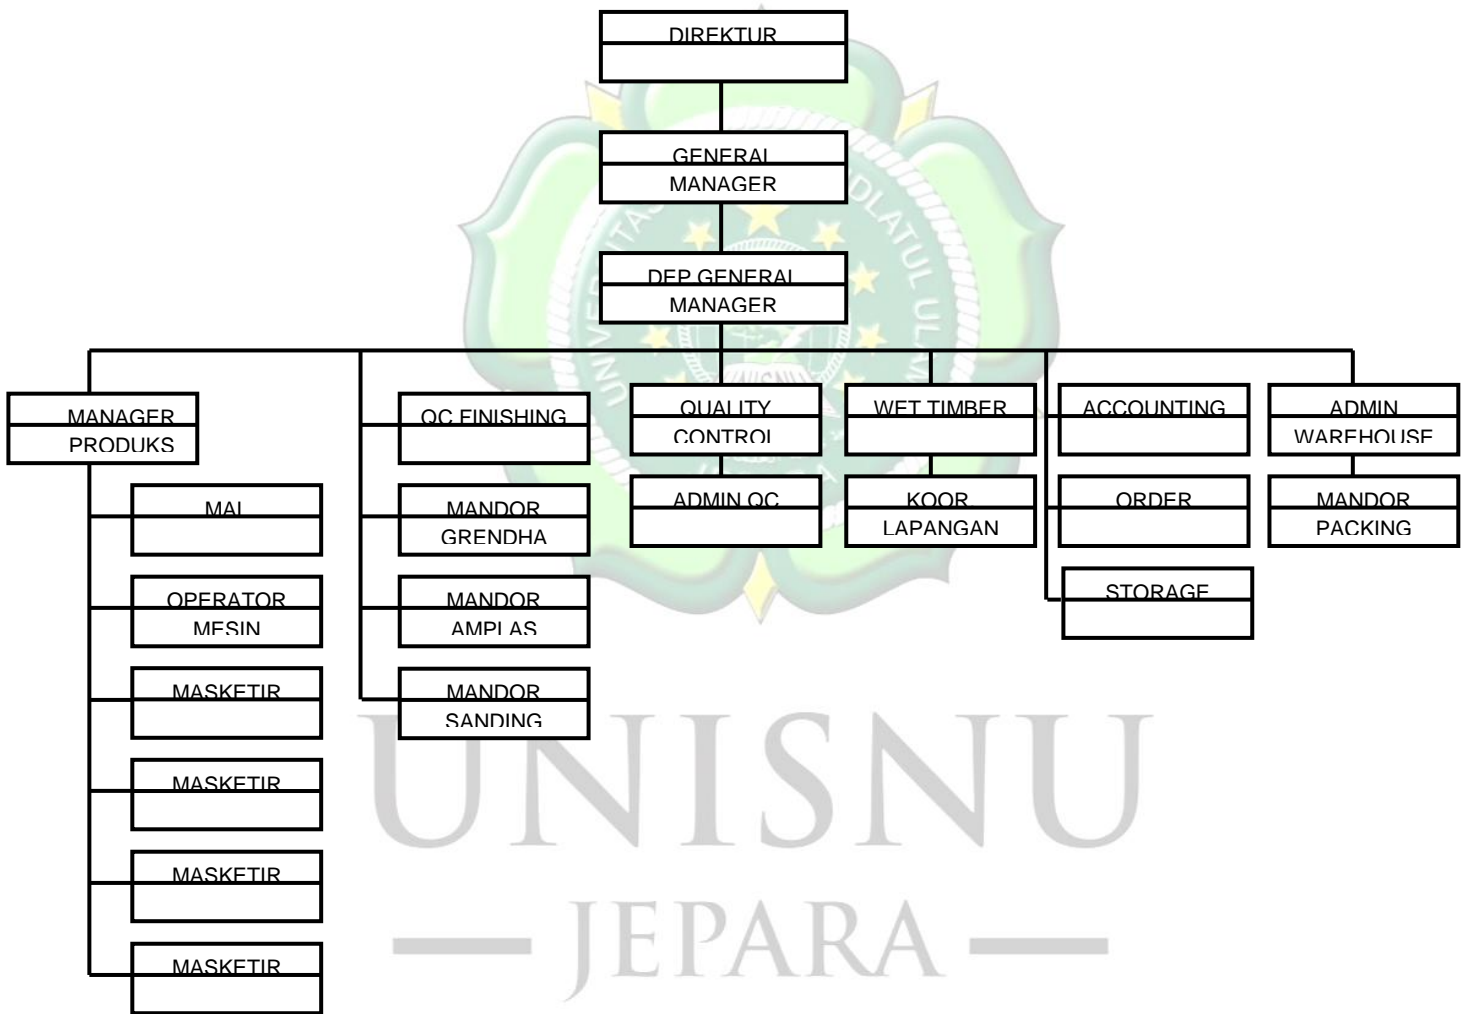 DIREKTUR
GENERAL
MANAGER
DEP GENERAL
MANAGER
MANAGER
PRODUKS
QC FINISHING
QUALITY
CONTROL
WET TIMBER
ACCOUNTING
ADMIN
WAREHOUSE
MAL
MANDOR
GRENDHA
ADMIN QC
KOOR
LAPANGAN
ORDER
MANDOR
PACKING
OPERATOR
MESIN
MANDOR
AMPLAS
STORAGE
MASKETIR
MANDOR
SANDING
MASKETIR
MASKETIR
MASKETIR
UNISNU
JEPARA